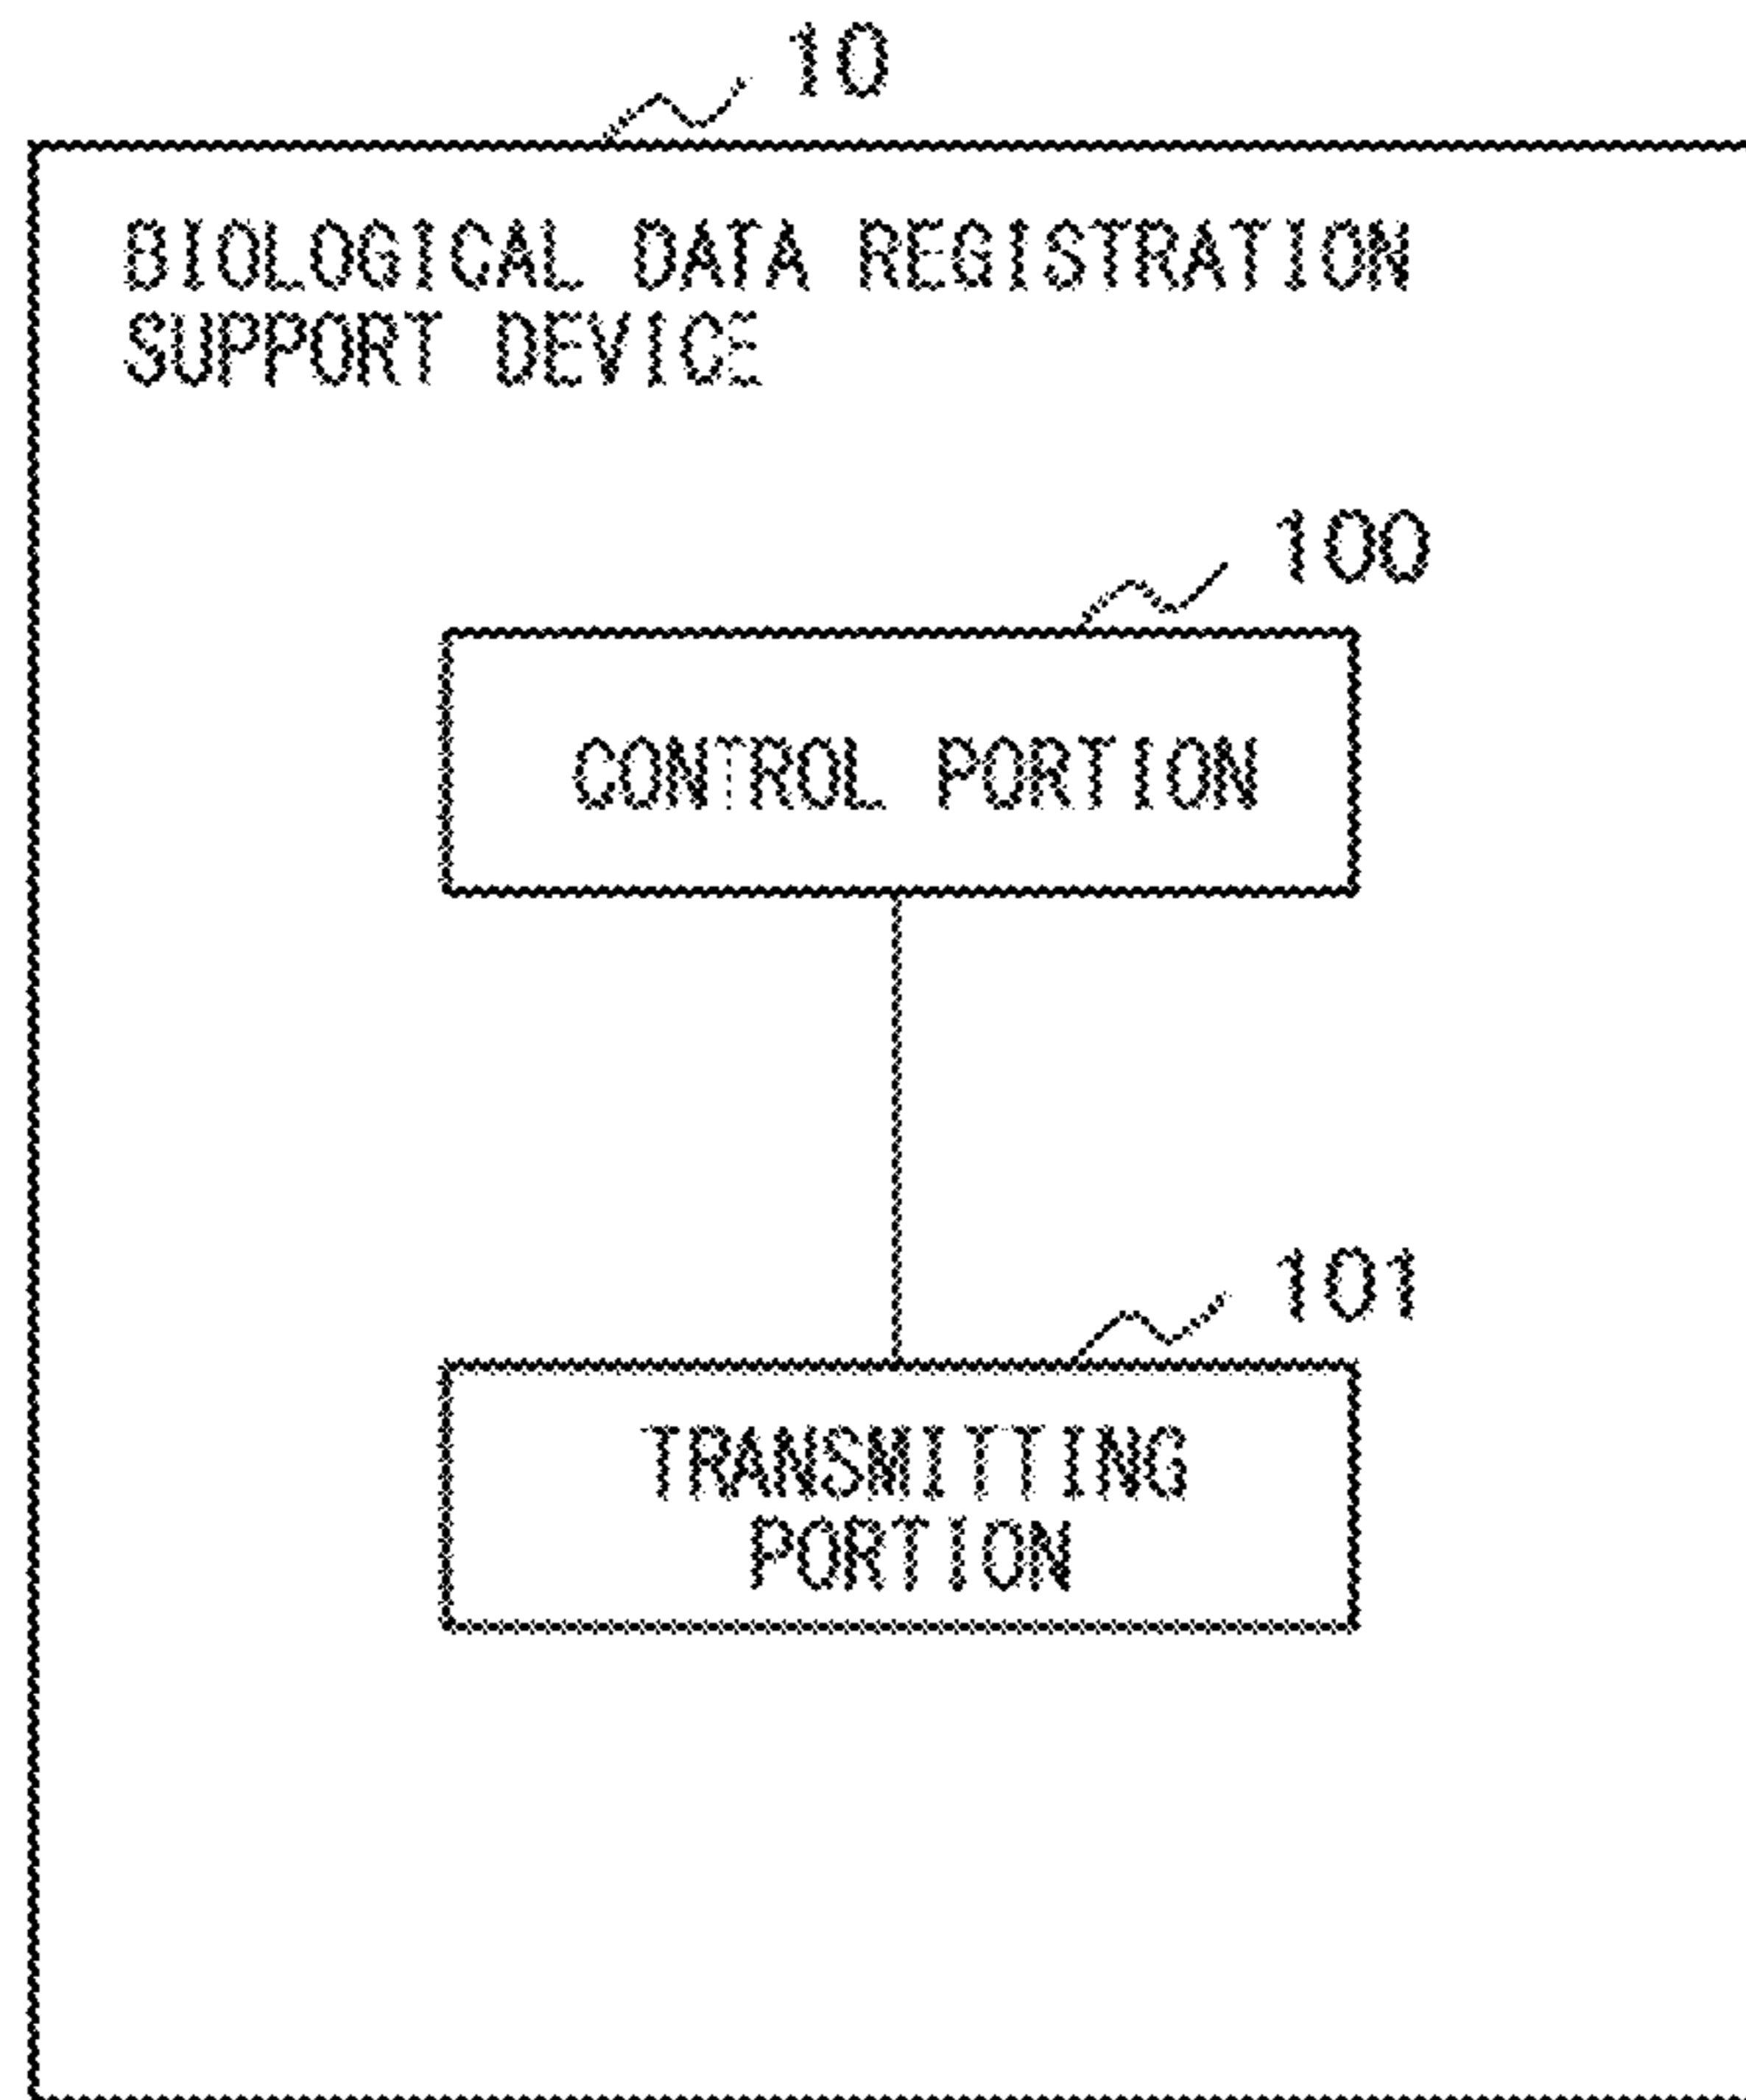 10
BIOLOGICAL DATA REGISTRATION
SUPPORT DEVICE
100
CONTROL PORTION
101
TRANSMITTING
PORTION